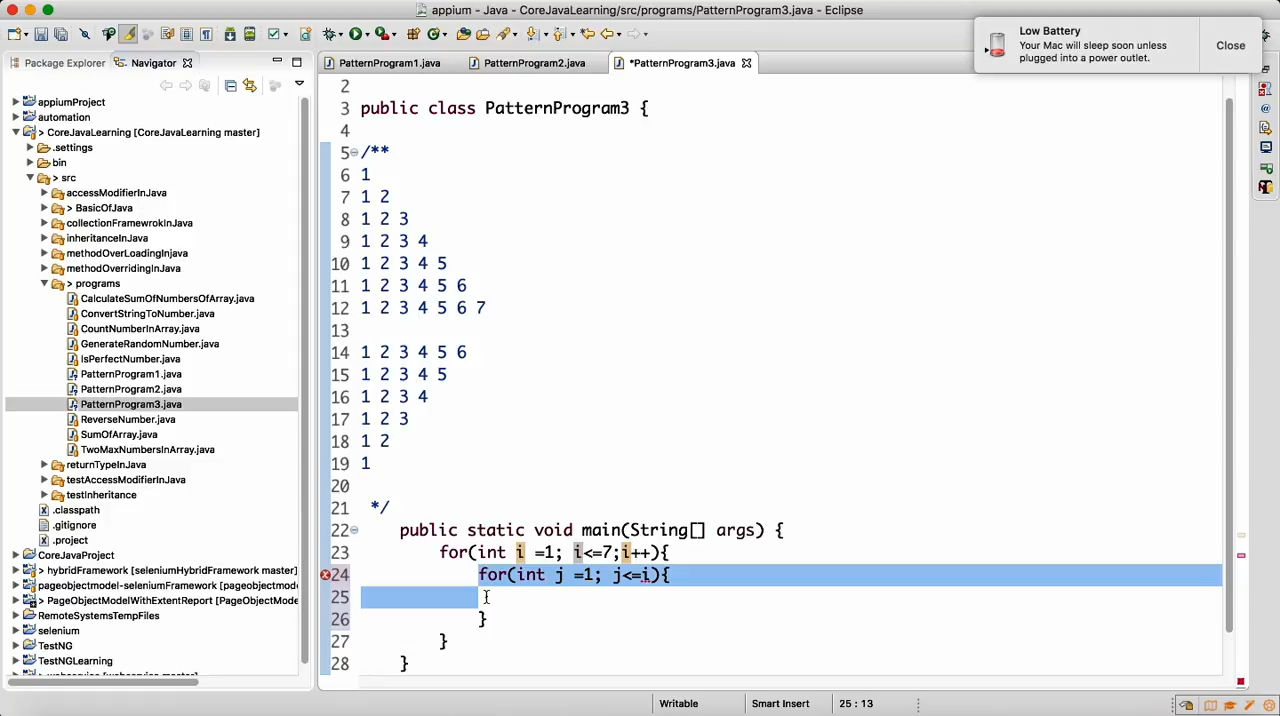 appium - Java - CoreJavaLearning/src/programs/PatternProgram3.java - Eclipse
Low Battery
Your Mac will sleep soon unless
plugged into a power outlet.
Close
Package Explorer
Navigator
PatternProgram1.java
PatternProgram2.java
*PatternProgram3.java
appiumProject
automation
> CoreJavaLearning [CoreJavaLearning master]
.settings
bin
> src
accessModifierInJava
> BasicOfJava
collectionFramewrokInJava
inheritanceInJava
methodOverLoadingInjava
methodOverridingInJava
> programs
CalculateSumOfNumbersOfArray.java
ConvertStringToNumber.java
CountNumberInArray.java
GenerateRandomNumber.java
IsPerfectNumber.java
PatternProgram1.java
PatternProgram2.java
PatternProgram3.java
ReverseNumber.java
SumOfArray.java
TwoMaxNumbersInArray.java
returnTypeInJava
testAccessModifierInJava
testInheritance
.classpath
.gitignore
.project
CoreJavaProject
> hybridFramework [seleniumHybridFramework master]
pageobjectmodel-seleniumFramework [pageobjectmodel
> PageObjectModelWithExtentReport [PageObjectMode
RemoteSystemsTempFiles
selenium
TestNG
TestNGLearning
2
3 public class PatternProgram3 {
4
5 /**
6 1
7 1 2
8 1 2 3
9 1 2 3 4
10 1 2 3 4 5
11 1 2 3 4 5 6
12 1 2 3 4 5 6 7
13
14 1 2 3 4 5 6
15 1 2 3 4 5
16 1 2 3 4
17 1 2 3
18 1 2
19 1
20
21 */
22 public static void main(String[] args) {
23 for(int i =1; i<=7;i++){
24 for(int j =1; j<=i){
25
26 }
27 }
28 }
Writable
Smart Insert
25 : 13